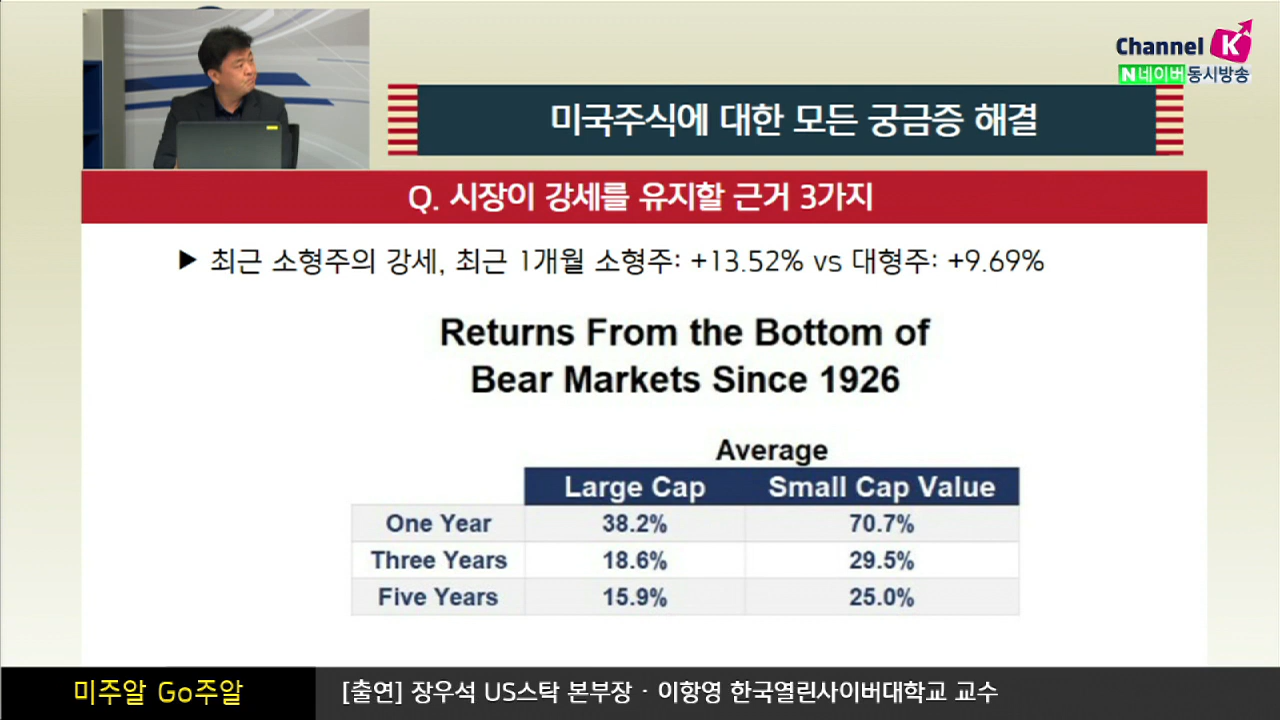 Channel K
N 네이버 동시방송
미국주식에 대한 모든 궁금증 해결
Q. 시장이 강세를 유지할 근거 3가지
▶ 최근 소형주의 강세, 최근 1개월 소형주: +13.52% vs 대형주: +9.69%
Returns From the Bottom of
Bear Markets Since 1926
Average
Large Cap Small Cap Value
One Year 38.2% 70.7%
Three Years 18.6% 29.5%
Five Years 15.9% 25.0%
미주알 Go주알
[출연] 장우석 US스탁 본부장 · 이항영 한국열린사이버대학교 교수